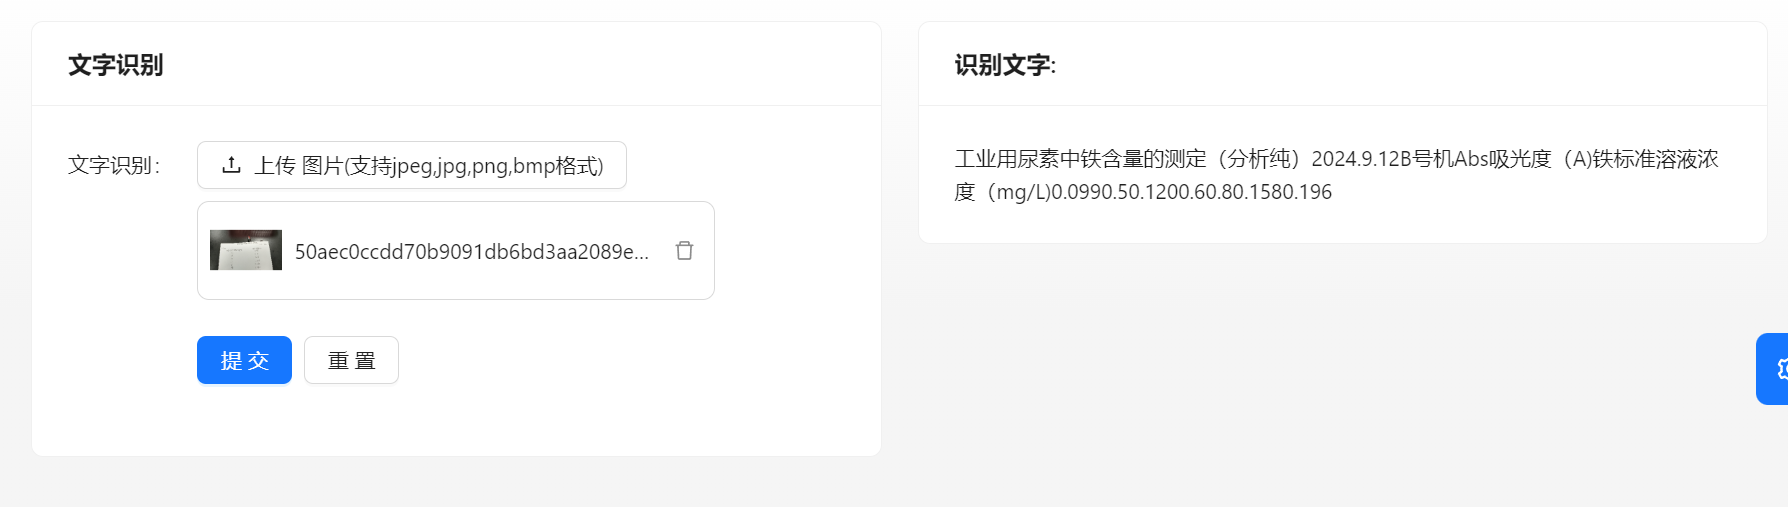 文字识别
识别文字:
文字识别:
上传 图片(支持jpeg,jpg,png,bmp格式)
50aec0ccdd70b9091db6bd3aa2089e...
提 交
重 置
工业用尿素中铁含量的测定（分析纯）2024.9.12B号机Abs吸光度（A)铁标准溶液浓
度（mg/L)0.0990.50.1200.60.80.1580.196